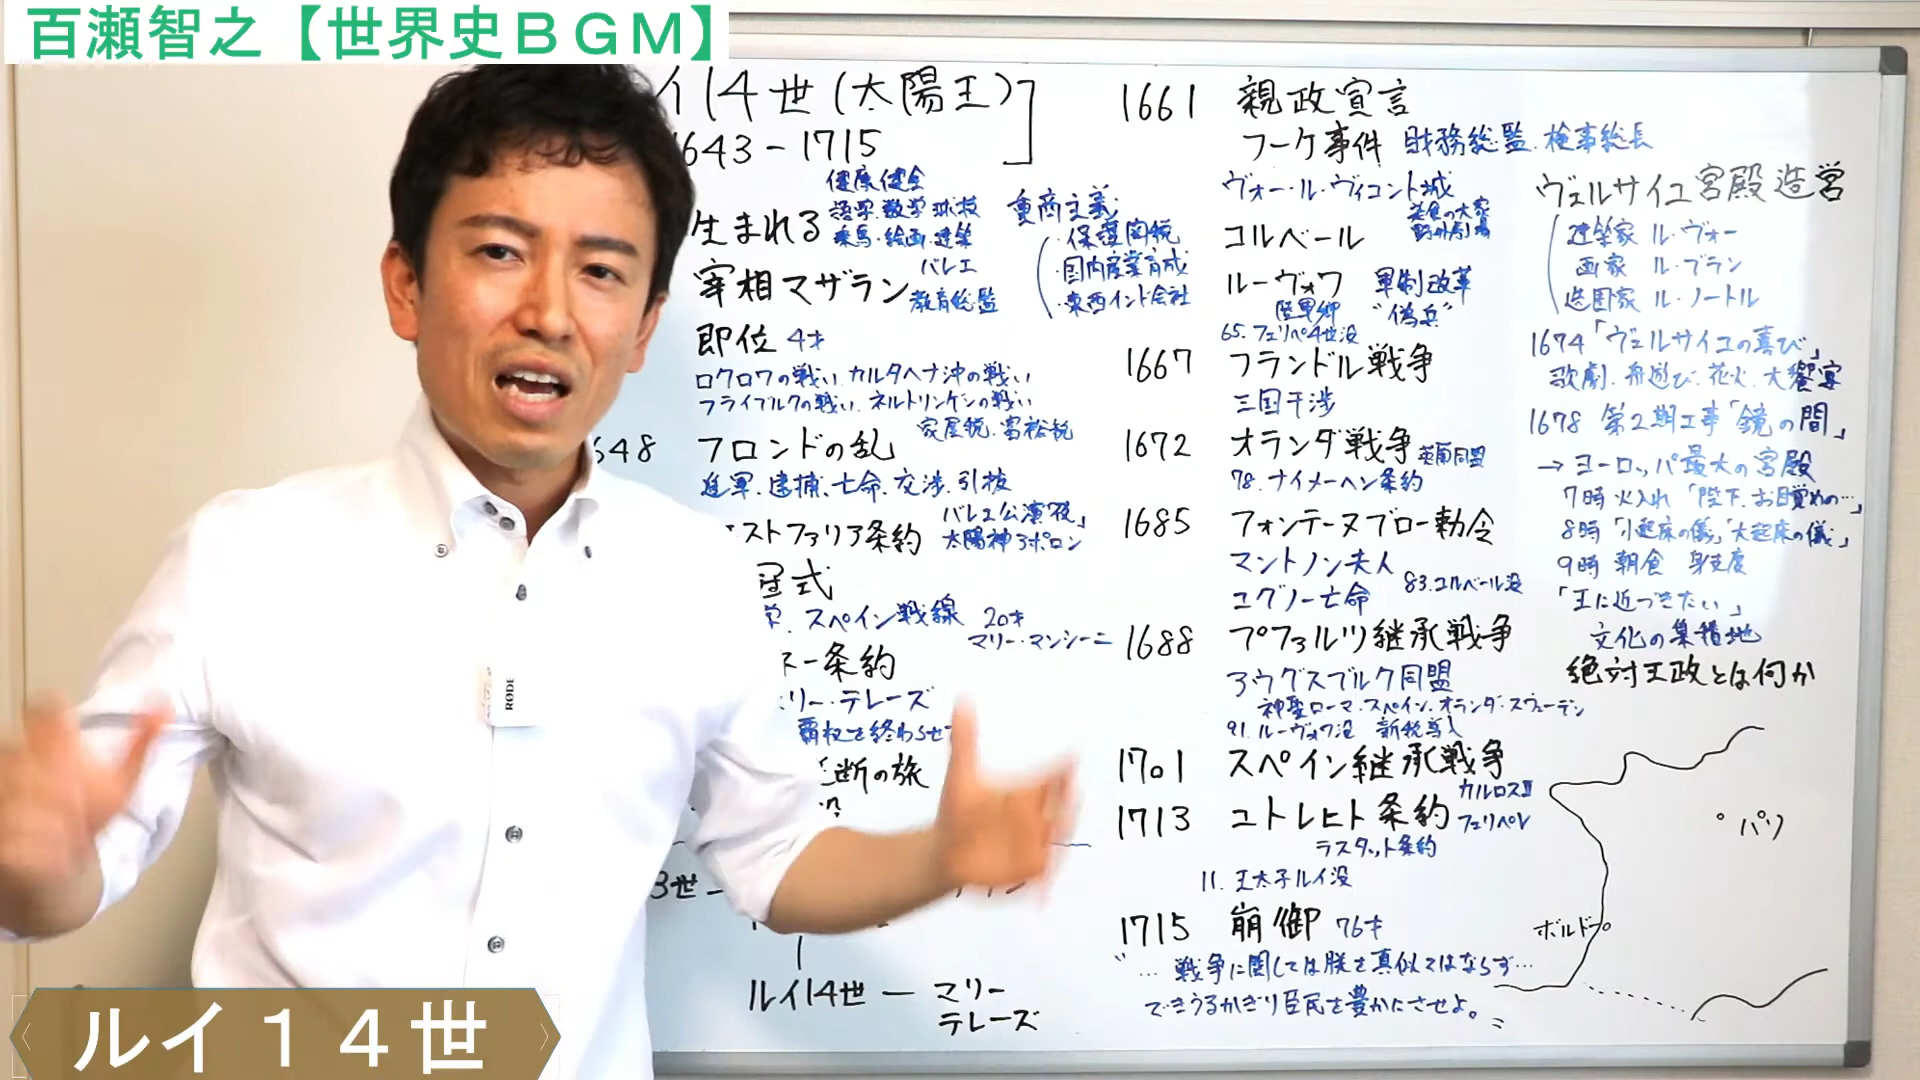 百瀬智之【世界史ＢＧＭ】
イ14世(太陽王)
1643-1715
健康健全
語学.数学.球技
乗馬・絵画・建築
生まれる
バレエ
宰相マザラン
教育総監
重商主義
・保護関税
・国内産業育成
・東西インド会社
即位 4才
ロクロワの戦い.カルタヘナ沖の戦い
フライブルクの戦い.ネルトリンゲンの戦い
家屋税.富裕税
648 フロンドの乱
進軍.逮捕.亡命.交渉.引抜
ストファリア条約
バレエ公演「夜」
太陽神アポロン
冠式
スペイン戦線
20才
マリー・マンシーニ
ネー条約
リー・テレーズ
覇権を終わらせ
断の旅
3世
ルイ14世 ー マリー
テレーズ
1661 親政宣言
フーケ事件 財務総監.検事総長
ヴォー・ル・ヴィコント城
美食の大客
野外劇場
コルベール
ルーヴォワ 軍制改革
陸軍卿 "偽兵"
65.フェリペ4世没
1667 フランドル戦争
三国干渉
1672 オランダ戦争 英蘭同盟
78.ナイメーヘン条約
1685 フォンテーヌブロー勅令
マントノン夫人
83.コルベール没
ユグノー亡命
1688 プファルツ継承戦争
アウグスブルク同盟
神聖ローマ.スペイン.オランダ.スウェーデン
91.ルーヴォワ没 新税導入
1701 スペイン継承戦争
カルロスⅡ
1713 ユトレヒト条約 フェリペⅤ
ラスタット条約
11.王太子ルイ没
1715 崩御 76才
"…戦争に関しては朕を真似てはならず…
できうるかぎり臣民を豊かにさせよ。"
ヴェルサイユ宮殿造営
建築家 ル・ヴォー
画家 ル・ブラン
造園家 ル・ノートル
1674「ヴェルサイユの喜び」
歌劇.舟遊び.花火.大饗宴
1678 第2期工事「鏡の間」
→ヨーロッパ最大の宮殿
7時 火入れ「陛下、お目覚めの…」
8時「小起床の儀」「大起床の儀」
9時 朝食 身支度
「王に近づきたい」
文化の集積地
絶対王政とは何か
パリ
ボルドー
RØDE
ルイ１４世